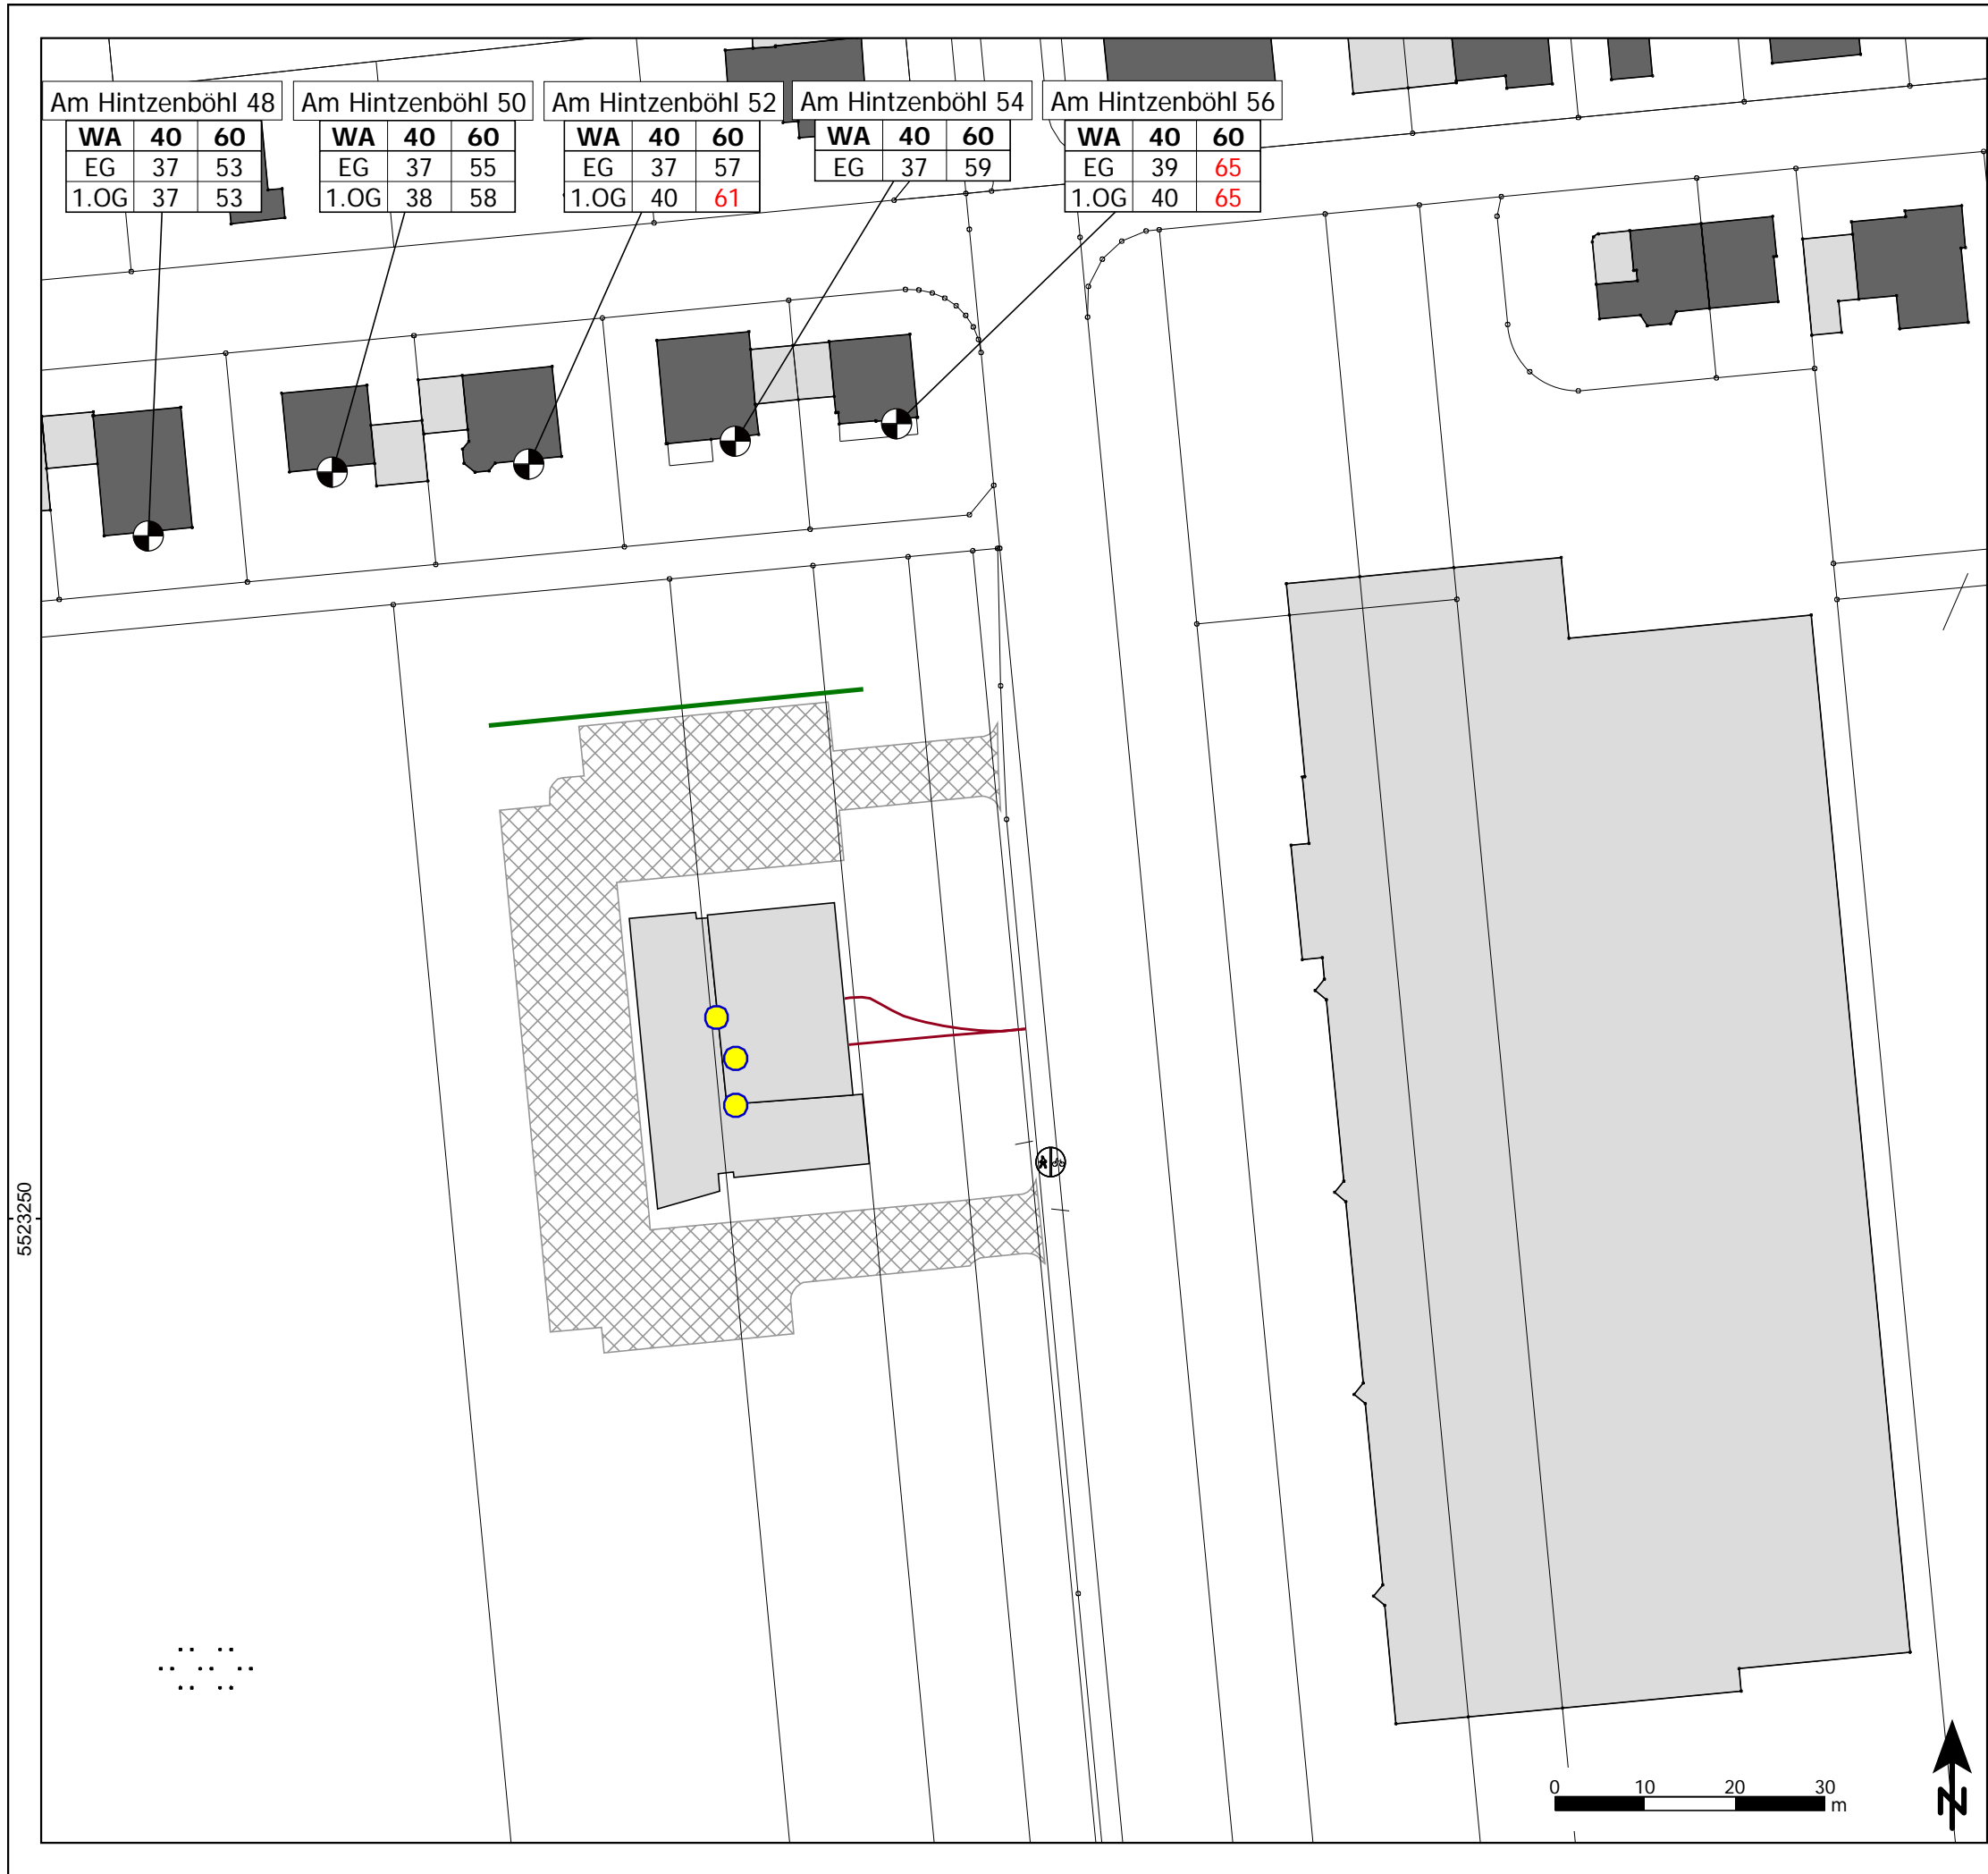 Am Hintzenböhl 48
WA 40 60
EG 37 53
1.OG 37 53
Am Hintzenböhl 50
WA 40 60
EG 37 55
1.OG 38 58
Am Hintzenböhl 52
WA 40 60
EG 37 57
1.OG 40 61
Am Hintzenböhl 54
WA 40 60
EG 37 59
Am Hintzenböhl 56
WA 40 60
EG 39 65
1.OG 40 65
5523250
0 10 20 30
m
N